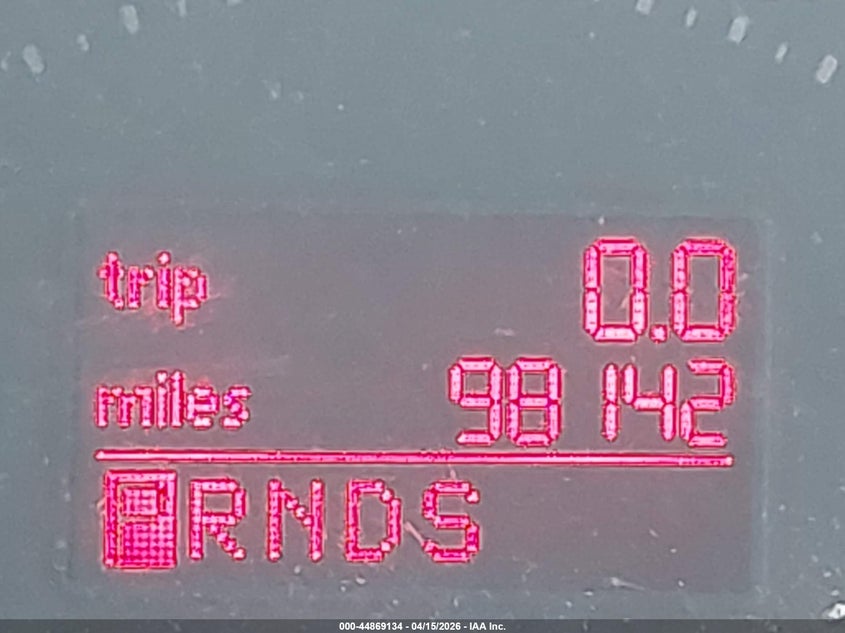 trip 0.0
miles 98142
PRNDS
000-44869134 - 04/15/2026 - IAA Inc.